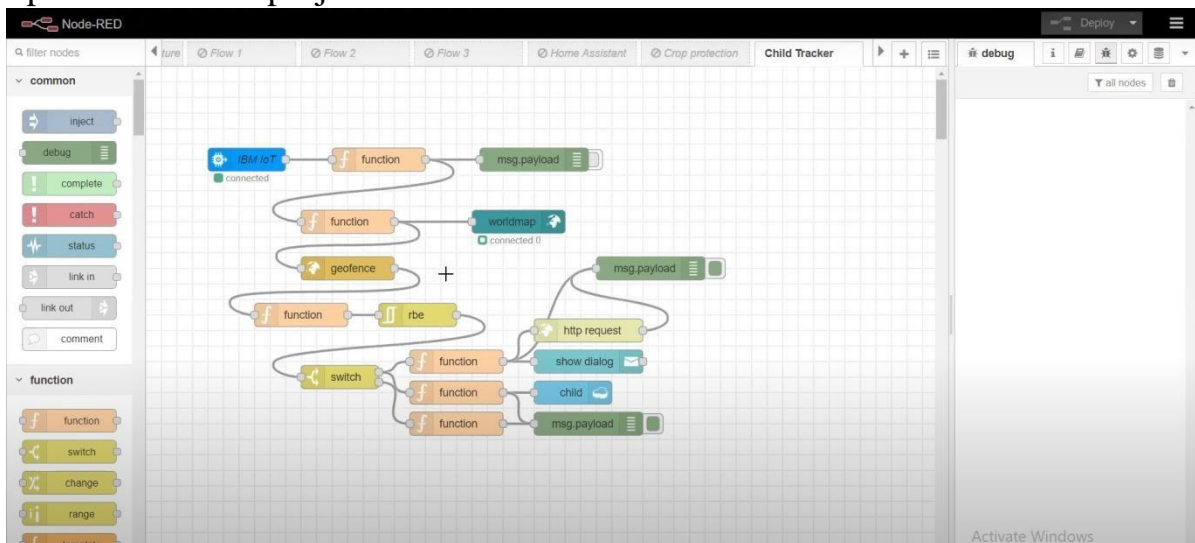 Node-RED
Deploy
filter nodes
ture
Flow 1
Flow 2
Flow 3
Home Assistant
Crop protection
Child Tracker
debug
i
all nodes
common
inject
debug
complete
catch
status
link in
link out
comment
function
function
switch
change
range
IBM IoT
connected
function
msg.payload
function
worldmap
connected 0
geofence
msg.payload
function
rbe
http request
function
show dialog
switch
function
child
function
msg.payload
Activate Windows